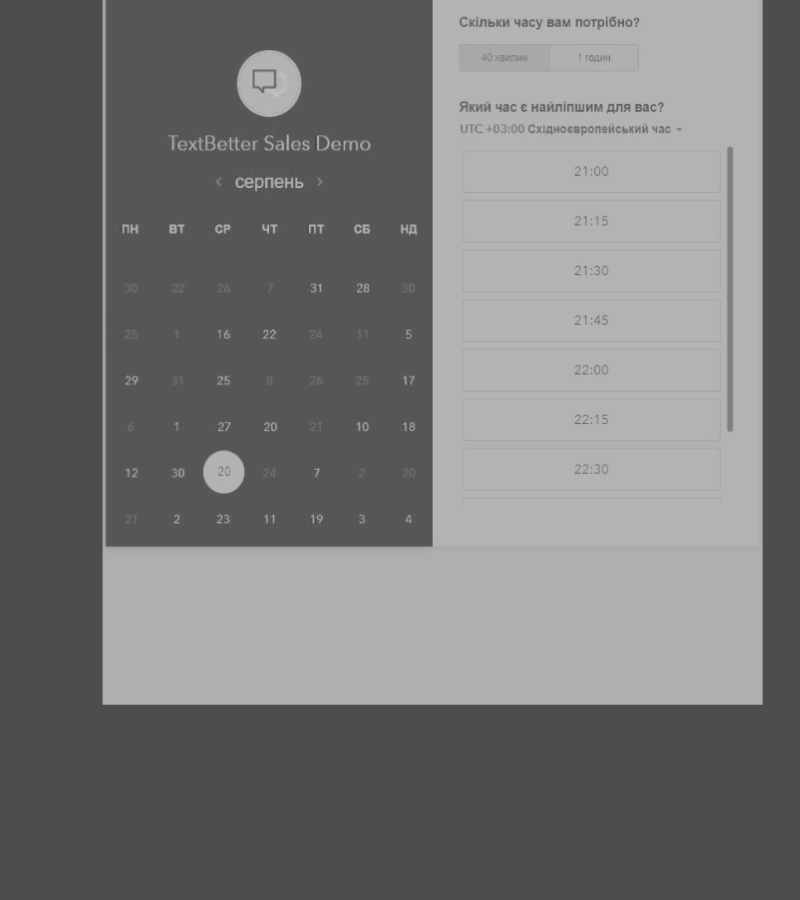 TextBetter Sales Demo
‹ серпень ›
ПН ВТ СР ЧТ ПТ СБ НД
30 22 26 7 31 28 30
25 1 16 22 24 11 5
29 31 25 8 26 25 17
6 1 27 20 21 10 18
12 30 20 24 7 2 20
21 2 23 11 19 3 4
Скільки часу вам потрібно?
40 хвилин 1 годин
Який час є найліпшим для вас?
UTC +03:00 Східноєвропейський час
21:00
21:15
21:30
21:45
22:00
22:15
22:30